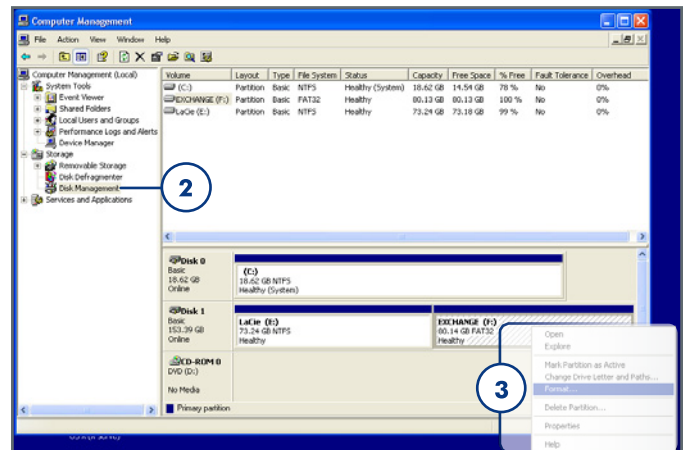 Computer Management
File Action View Window Help
Computer Management (Local)
System Tools
Event Viewer
Shared Folders
Local Users and Groups
Performance Logs and Alerts
Device Manager
Storage
Removable Storage
Disk Defragmenter
Disk Management
Services and Applications
2
Volume Layout Type File System Status Capacity Free Space % Free Fault Tolerance Overhead
(C:) Partition Basic NTFS Healthy (System) 18.62 GB 14.54 GB 78 % No 0%
EXCHANGE (F:) Partition Basic FAT32 Healthy 80.13 GB 80.13 GB 100 % No 0%
LaCie (E:) Partition Basic NTFS Healthy 73.24 GB 73.18 GB 99 % No 0%
Disk 0
Basic
18.62 GB
Online
(C:)
18.62 GB NTFS
Healthy (System)
Disk 1
Basic
153.39 GB
Online
LaCie (E:)
73.24 GB NTFS
Healthy
EXCHANGE (F:)
80.14 GB FAT32
Healthy
CD-ROM 0
DVD (D:)
No Media
Primary partition
3
Open
Explore
Mark Partition as Active
Change Drive Letter and Paths...
Format...
Delete Partition...
Properties
Help